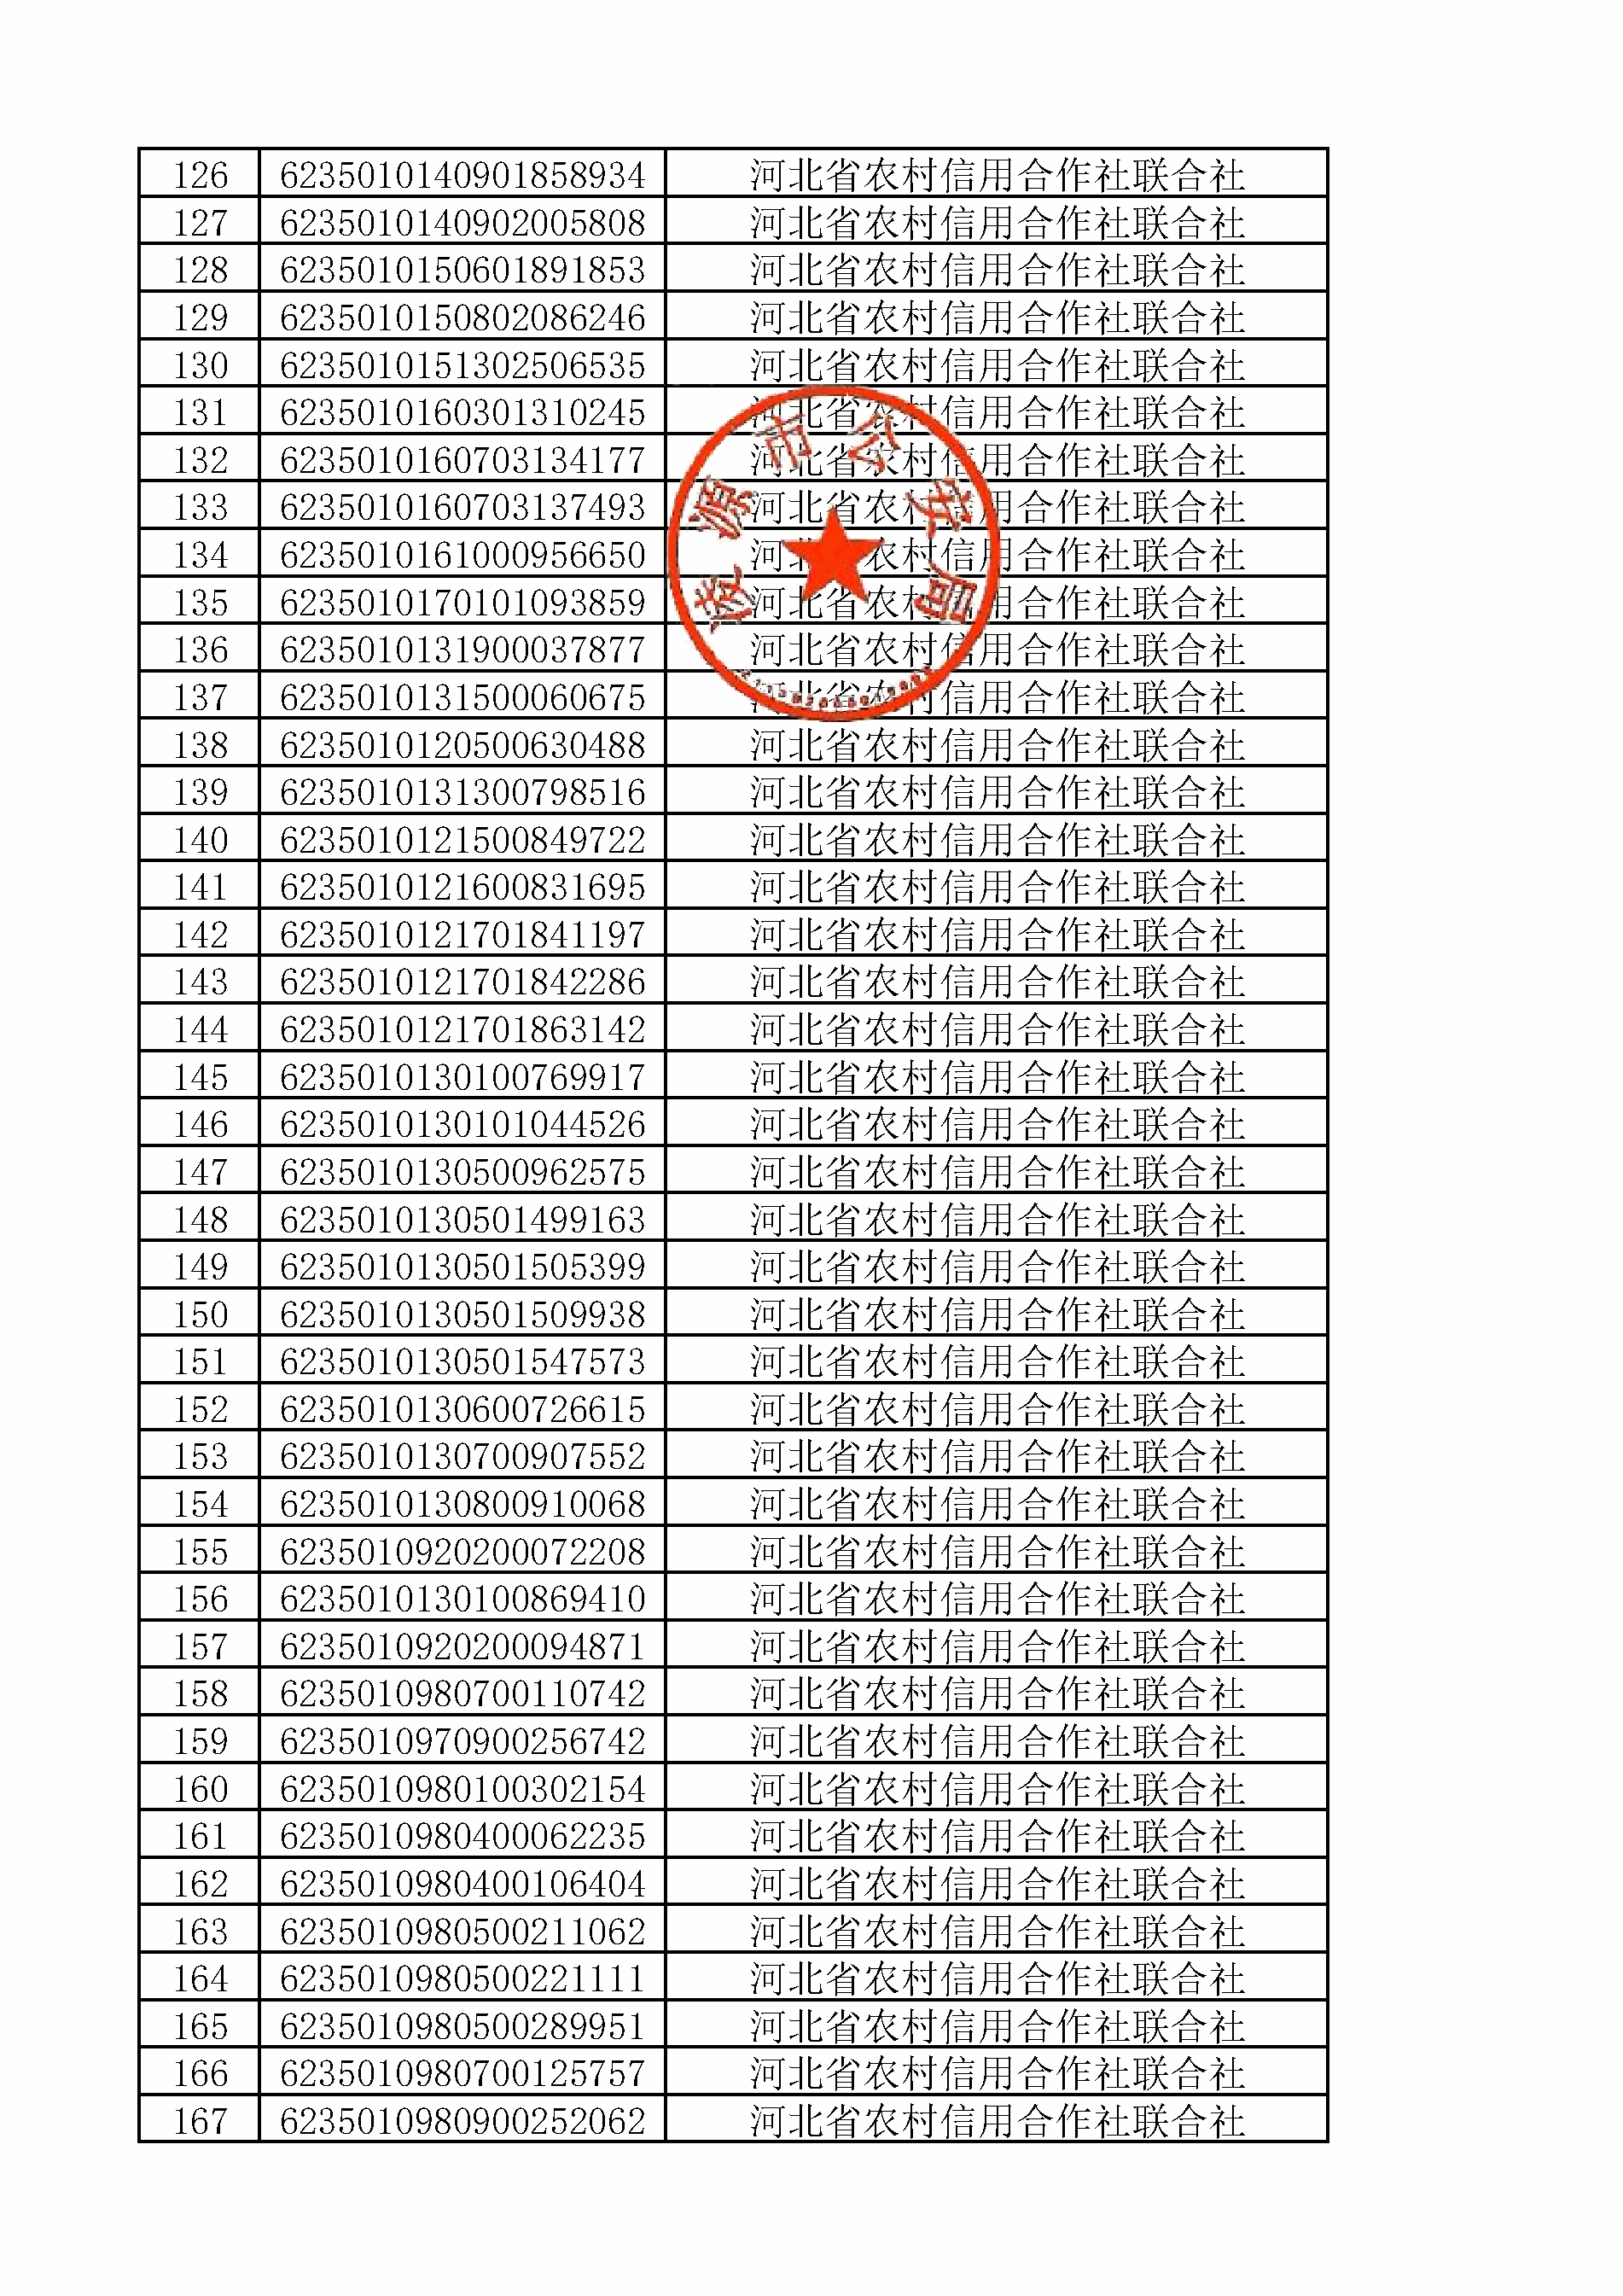 126 6235010140901858934 河北省农村信用合作社联合社
127 6235010140902005808 河北省农村信用合作社联合社
128 6235010150601891853 河北省农村信用合作社联合社
129 6235010150802086246 河北省农村信用合作社联合社
130 6235010151302506535 河北省农村信用合作社联合社
131 6235010160301310245 河北省农村信用合作社联合社
132 6235010160703134177 河北省农村信用合作社联合社
133 6235010160703137493 河北省农村信用合作社联合社
134 6235010161000956650 河北省农村信用合作社联合社
135 6235010170101093859 河北省农村信用合作社联合社
136 6235010131900037877 河北省农村信用合作社联合社
137 6235010131500060675 河北省农村信用合作社联合社
138 6235010120500630488 河北省农村信用合作社联合社
139 6235010131300798516 河北省农村信用合作社联合社
140 6235010121500849722 河北省农村信用合作社联合社
141 6235010121600831695 河北省农村信用合作社联合社
142 6235010121701841197 河北省农村信用合作社联合社
143 6235010121701842286 河北省农村信用合作社联合社
144 6235010121701863142 河北省农村信用合作社联合社
145 6235010130100769917 河北省农村信用合作社联合社
146 6235010130101044526 河北省农村信用合作社联合社
147 6235010130500962575 河北省农村信用合作社联合社
148 6235010130501499163 河北省农村信用合作社联合社
149 6235010130501505399 河北省农村信用合作社联合社
150 6235010130501509938 河北省农村信用合作社联合社
151 6235010130501547573 河北省农村信用合作社联合社
152 6235010130600726615 河北省农村信用合作社联合社
153 6235010130700907552 河北省农村信用合作社联合社
154 6235010130800910068 河北省农村信用合作社联合社
155 6235010920200072208 河北省农村信用合作社联合社
156 6235010130100869410 河北省农村信用合作社联合社
157 6235010920200094871 河北省农村信用合作社联合社
158 6235010980700110742 河北省农村信用合作社联合社
159 6235010970900256742 河北省农村信用合作社联合社
160 6235010980100302154 河北省农村信用合作社联合社
161 6235010980400062235 河北省农村信用合作社联合社
162 6235010980400106404 河北省农村信用合作社联合社
163 6235010980500211062 河北省农村信用合作社联合社
164 6235010980500221111 河北省农村信用合作社联合社
165 6235010980500289951 河北省农村信用合作社联合社
166 6235010980700125757 河北省农村信用合作社联合社
167 6235010980900252062 河北省农村信用合作社联合社
凌源市公安局